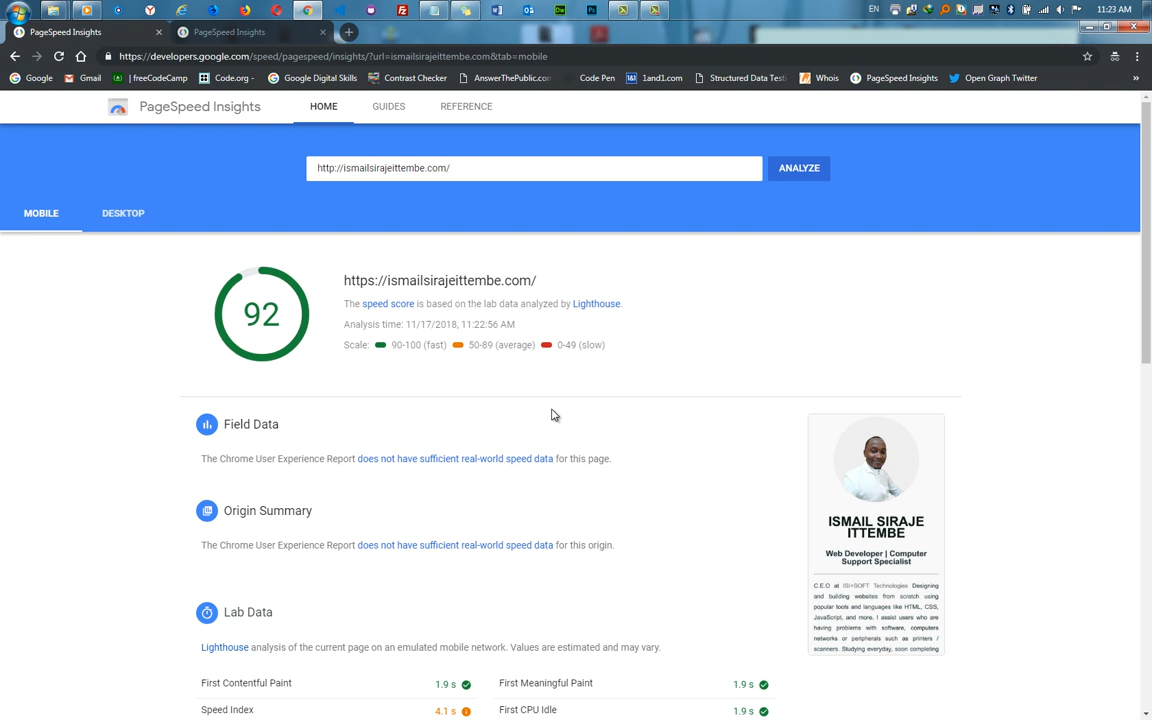 EN
11:23 AM
PageSpeed Insights
PageSpeed Insights
https://developers.google.com/speed/pagespeed/insights/?url=ismailsirajeittembe.com&tab=mobile
Google
Gmail
| freeCodeCamp
Code.org -
Google Digital Skills
Contrast Checker
AnswerThePublic.com
Code Pen
1and1.com
Structured Data Test
Whois
PageSpeed Insights
Open Graph Twitter
»
PageSpeed Insights
HOME
GUIDES
REFERENCE
http://ismailsirajeittembe.com/
ANALYZE
MOBILE
DESKTOP
92
https://ismailsirajeittembe.com/
The speed score is based on the lab data analyzed by Lighthouse.
Analysis time: 11/17/2018, 11:22:56 AM
Scale: 90-100 (fast) 50-89 (average) 0-49 (slow)
Field Data
The Chrome User Experience Report does not have sufficient real-world speed data for this page.
Origin Summary
The Chrome User Experience Report does not have sufficient real-world speed data for this origin.
ISMAIL SIRAJE
ITTEMBE
Web Developer | Computer
Support Specialist
C.E.O at ISI+SOFT Technologies Designing
and building websites from scratch using
popular tools and languages like HTML, CSS,
JavaScript, and more. I assist users who are
having problems with software, computers
networks or peripherals such as printers /
scanners. Studying everyday, soon completing
Lab Data
Lighthouse analysis of the current page on an emulated mobile network. Values are estimated and may vary.
First Contentful Paint 1.9 s
First Meaningful Paint 1.9 s
Speed Index 4.1 s
First CPU Idle 1.9 s